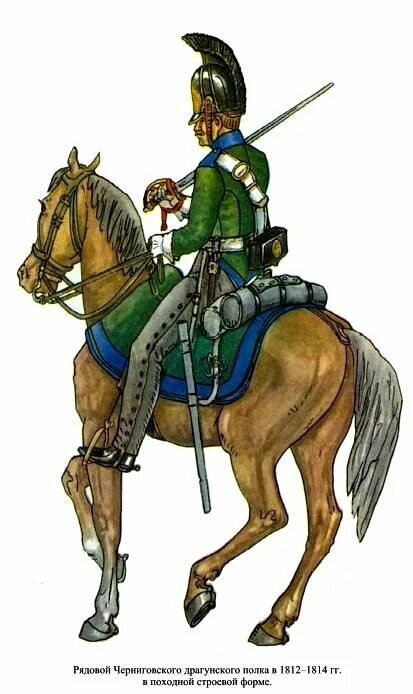 Рядовой Черниговского драгунского полка в 1812–1814 гг.
в походной строевой форме.